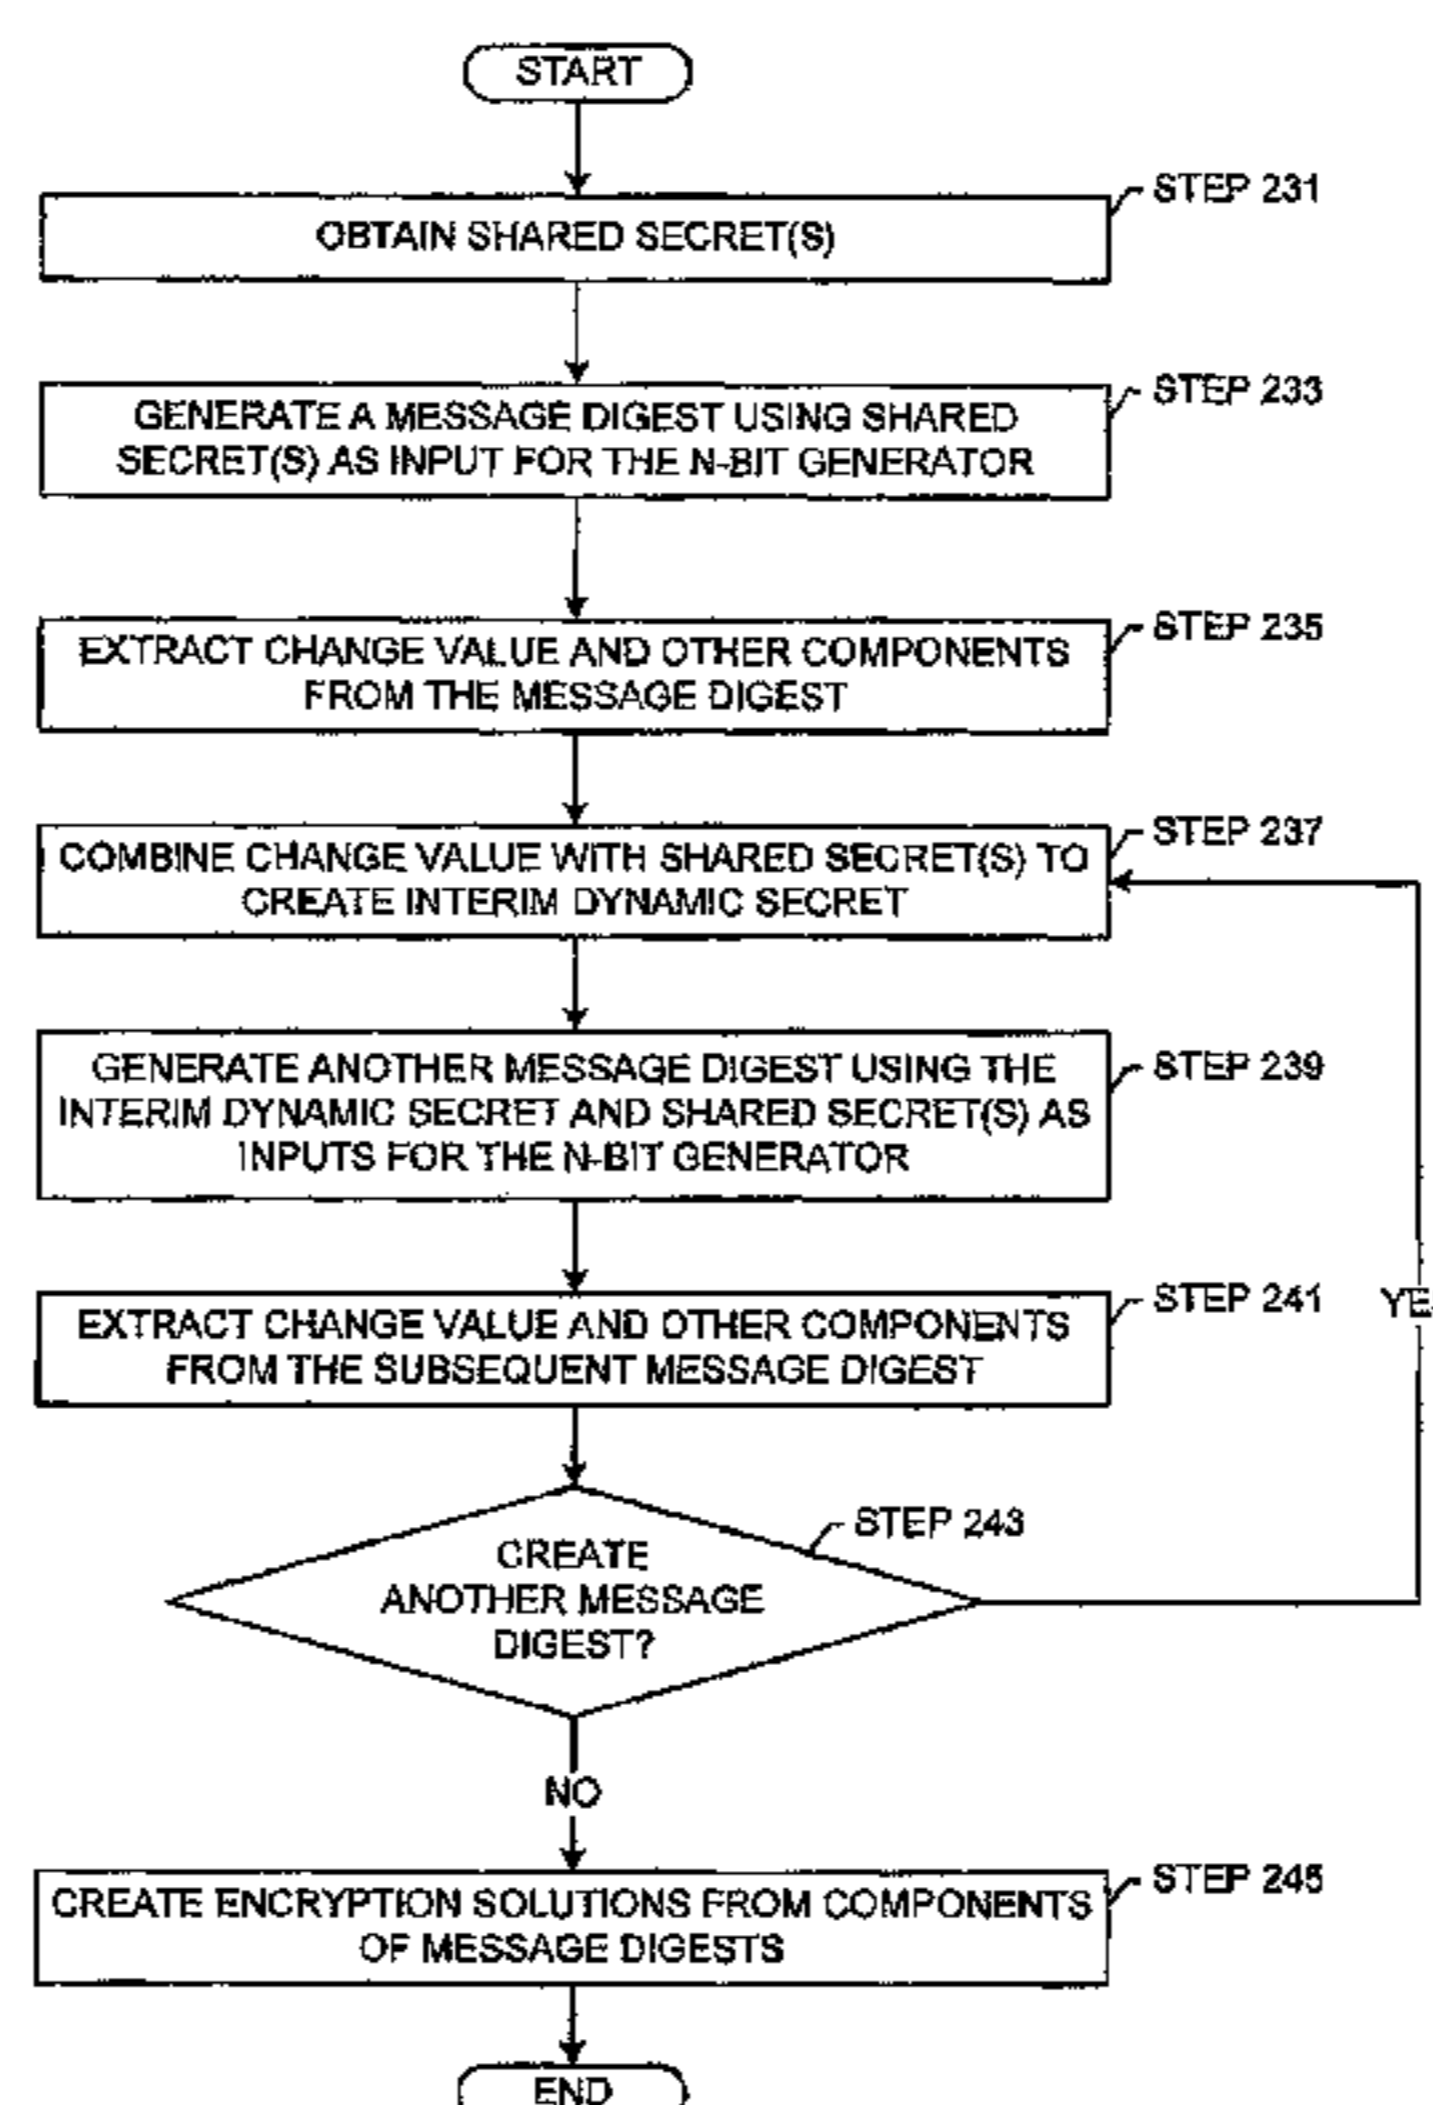 START
STEP 231
OBTAIN SHARED SECRET(S)
STEP 233
GENERATE A MESSAGE DIGEST USING SHARED
SECRET(S) AS INPUT FOR THE N-BIT GENERATOR
STEP 235
EXTRACT CHANGE VALUE AND OTHER COMPONENTS
FROM THE MESSAGE DIGEST
STEP 237
COMBINE CHANGE VALUE WITH SHARED SECRET(S) TO
CREATE INTERIM DYNAMIC SECRET
STEP 239
GENERATE ANOTHER MESSAGE DIGEST USING THE
INTERIM DYNAMIC SECRET AND SHARED SECRET(S) AS
INPUTS FOR THE N-BIT GENERATOR
STEP 241
EXTRACT CHANGE VALUE AND OTHER COMPONENTS
FROM THE SUBSEQUENT MESSAGE DIGEST
YE
STEP 243
CREATE
ANOTHER MESSAGE
DIGEST?
NO
STEP 245
CREATE ENCRYPTION SOLUTIONS FROM COMPONENTS
OF MESSAGE DIGESTS
END